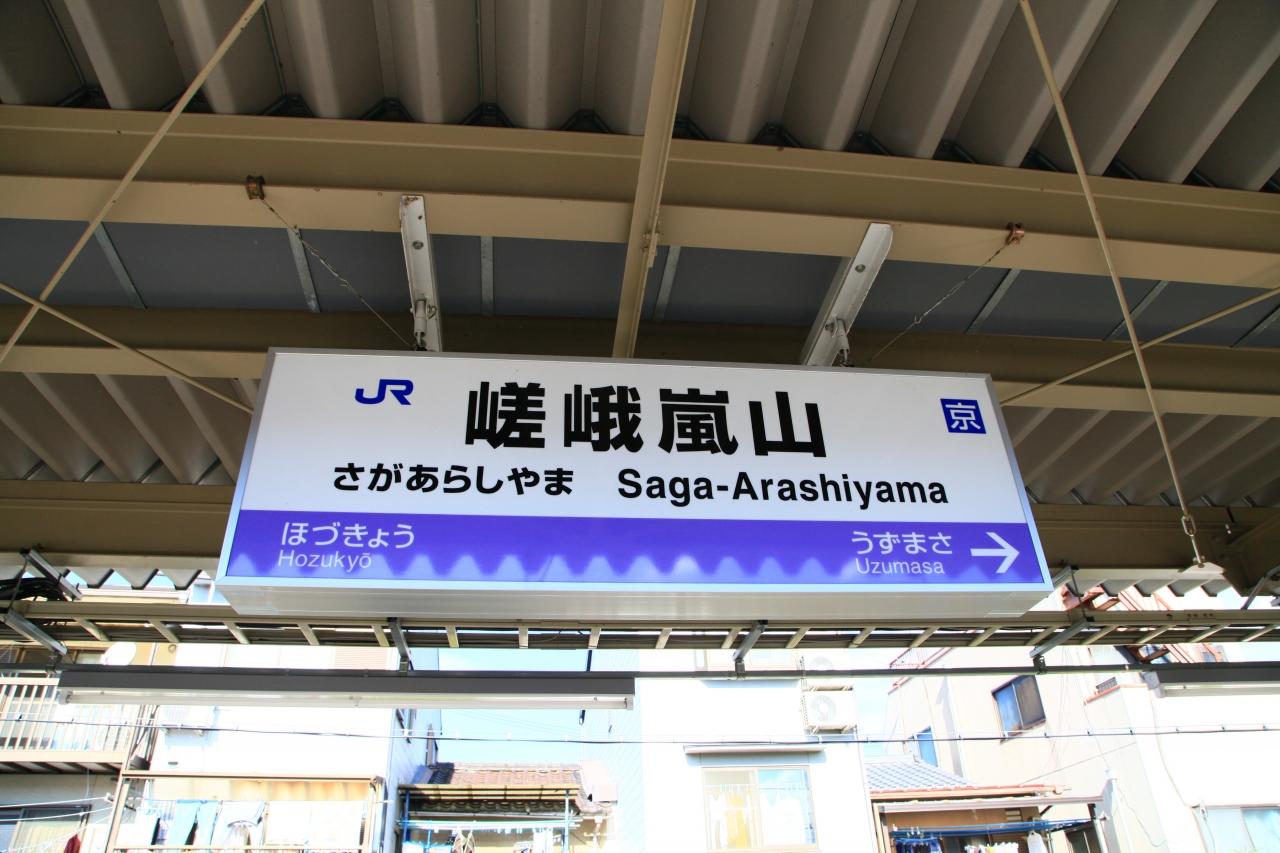 JR 嵯峨嵐山 京
さがあらしやま Saga-Arashiyama
ほづきょう うずまさ →
Hozukyō Uzumasa